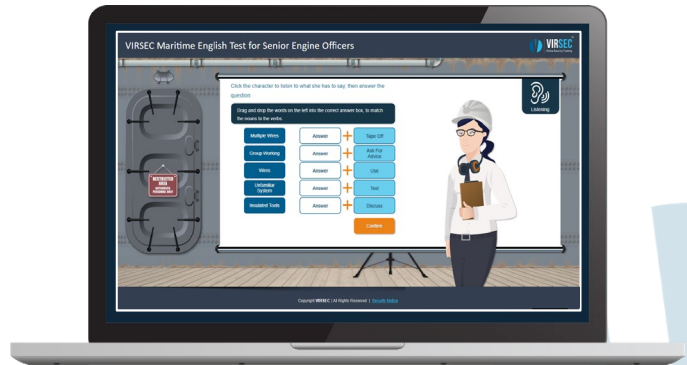 VIRSEC Maritime English Test for Senior Engine Officers
VIRSEC
Click the character to listen to what she has to say, then answer the
question
Listening
Drag and drop the words on the left into the correct answer box, to match
the nouns to the verbs.
Multiple Wires Answer + Tape Off
Group Working Answer + Ask For
Advice
Wires Answer + Use
Unfamiliar
System Answer + Test
Insulated Tools Answer + Discuss
Confirm
RESTRICTED
AREA
AUTHORISED
PERSONNEL ONLY
Copyright VIRSEC | All Rights Reserved | Security Notice